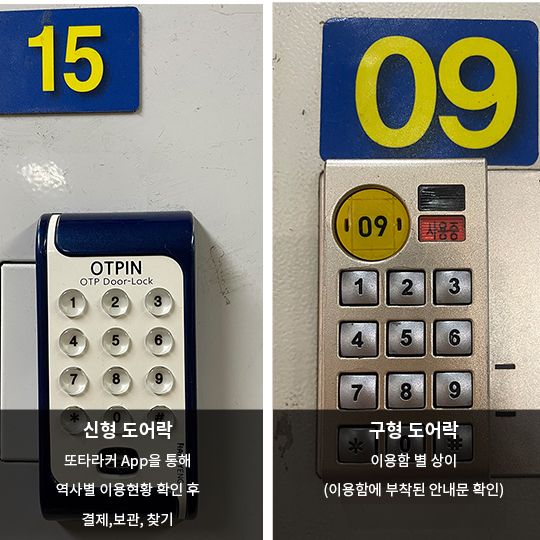 15
OTPIN
OTP Door-Lock
1 2 3
4 5 6
7 8 9
* 0 #
신형 도어락
또타라커 App을 통해
역사별 이용현황 확인 후
결제,보관, 찾기
09
09
사용중
1 2 3
4 5 6
7 8 9
* 0 #
구형 도어락
이용함 별 상이
(이용함에 부착된 안내문 확인)